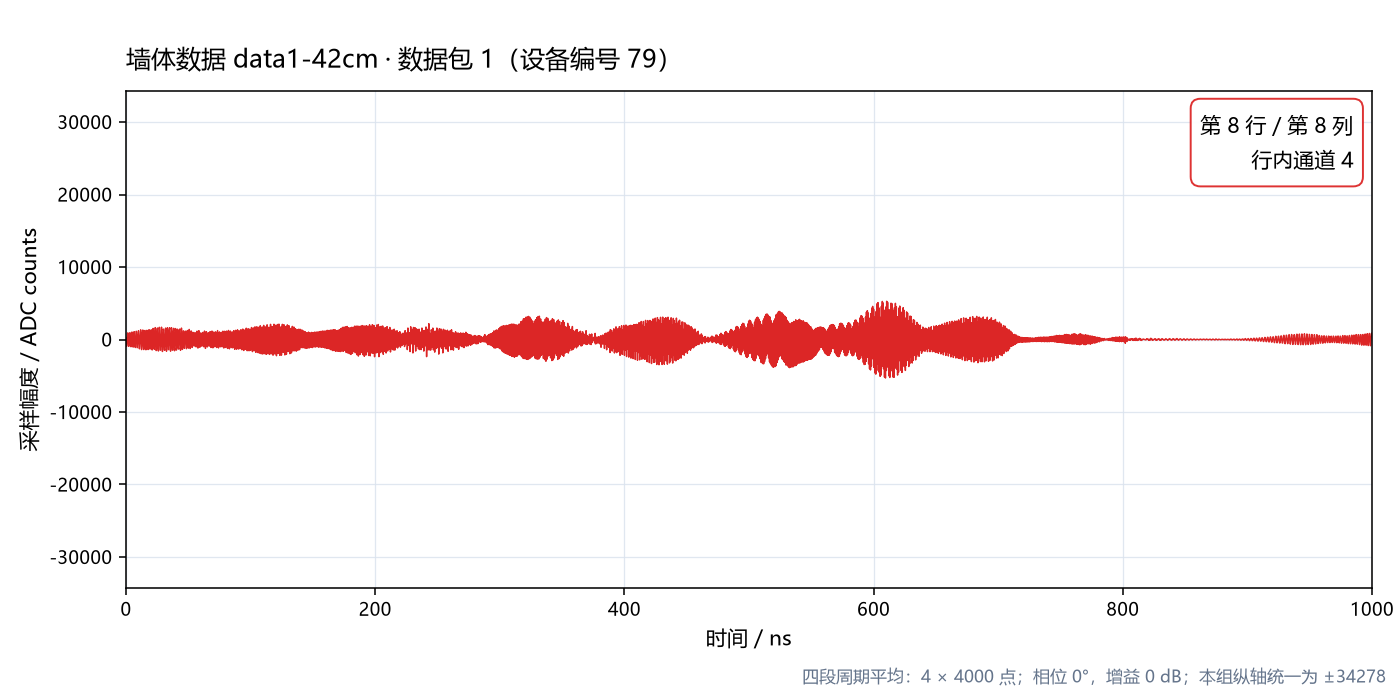 墙体数据 data1-42cm · 数据包 1（设备编号 79）
第 8 行 / 第 8 列
行内通道 4
采样幅度 / ADC counts
30000
20000
10000
0
-10000
-20000
-30000
0
200
400
600
800
1000
时间 / ns
四段周期平均：4 × 4000 点；相位 0°，增益 0 dB；本组纵轴统一为 ±34278